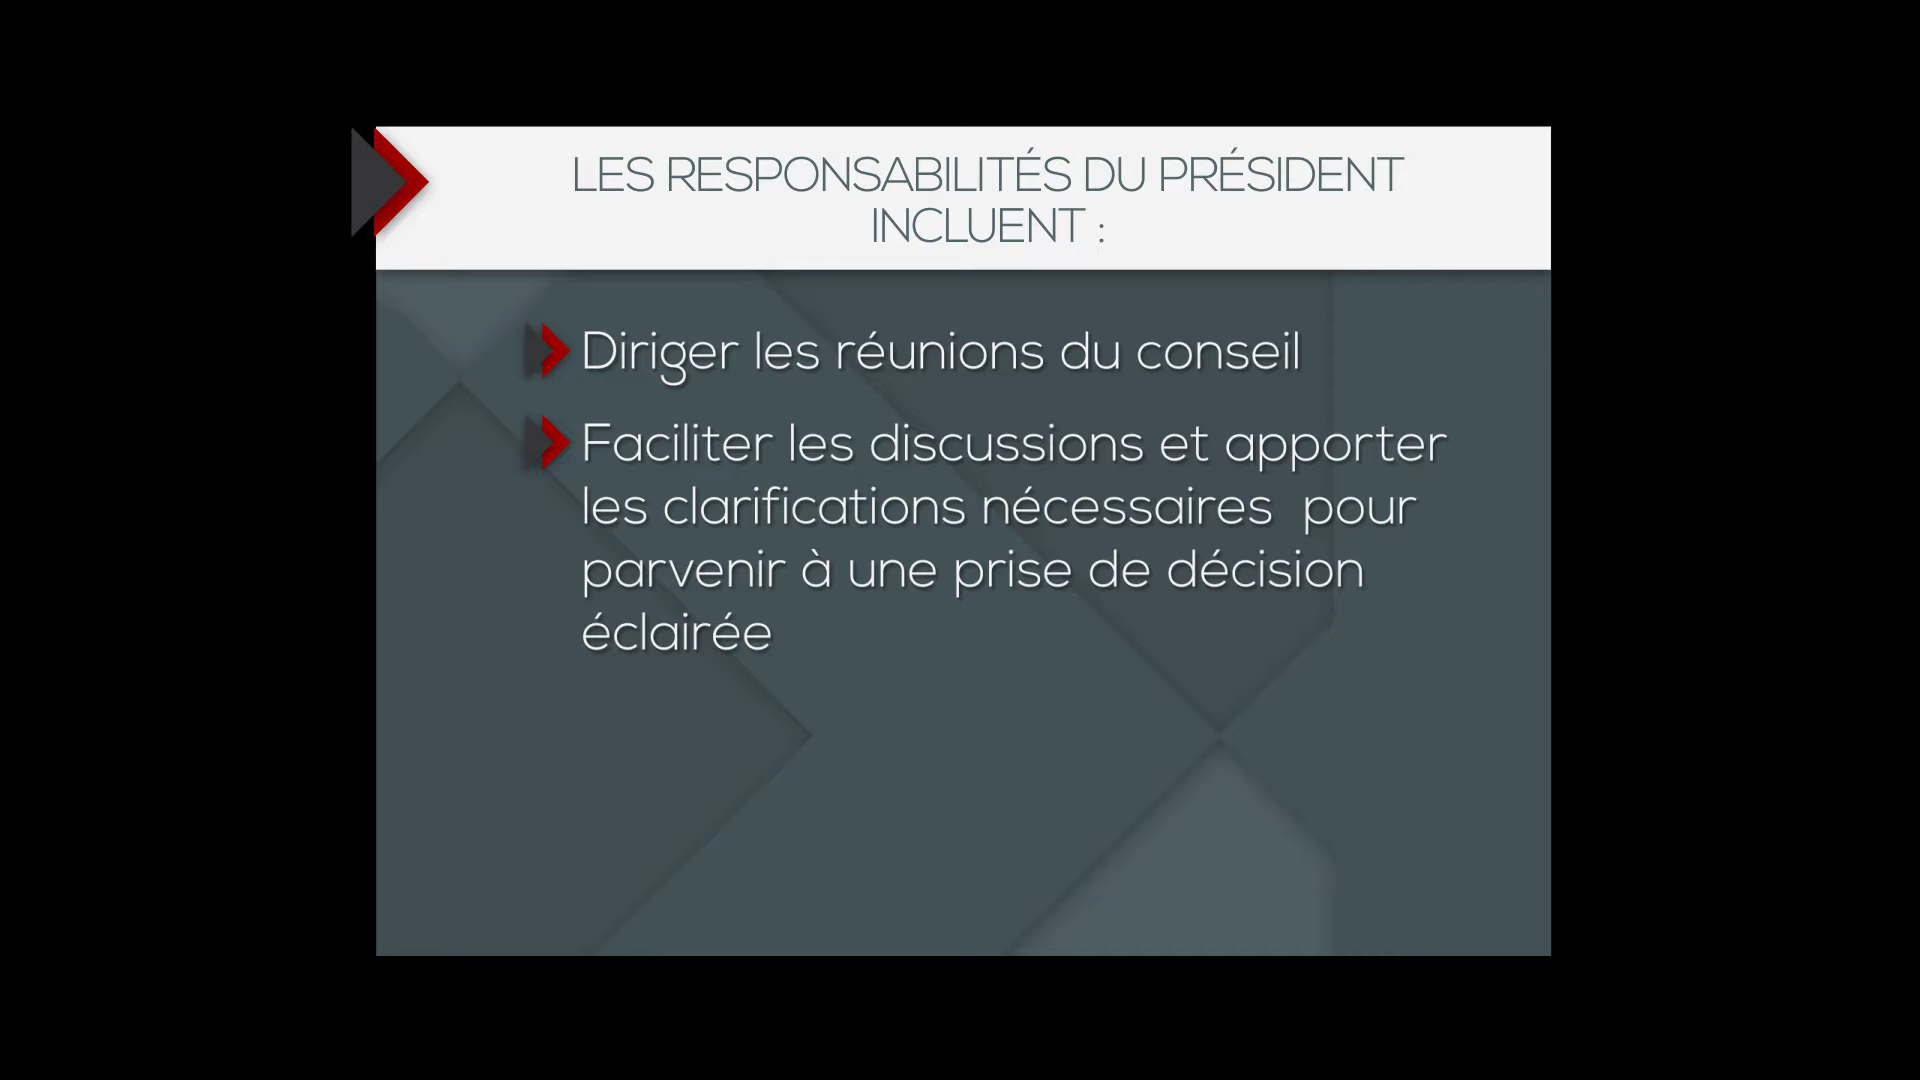 LES RESPONSABILITÉS DU PRÉSIDENT
INCLUENT :
Diriger les réunions du conseil
Faciliter les discussions et apporter
les clarifications nécessaires  pour
parvenir à une prise de décision
éclairée